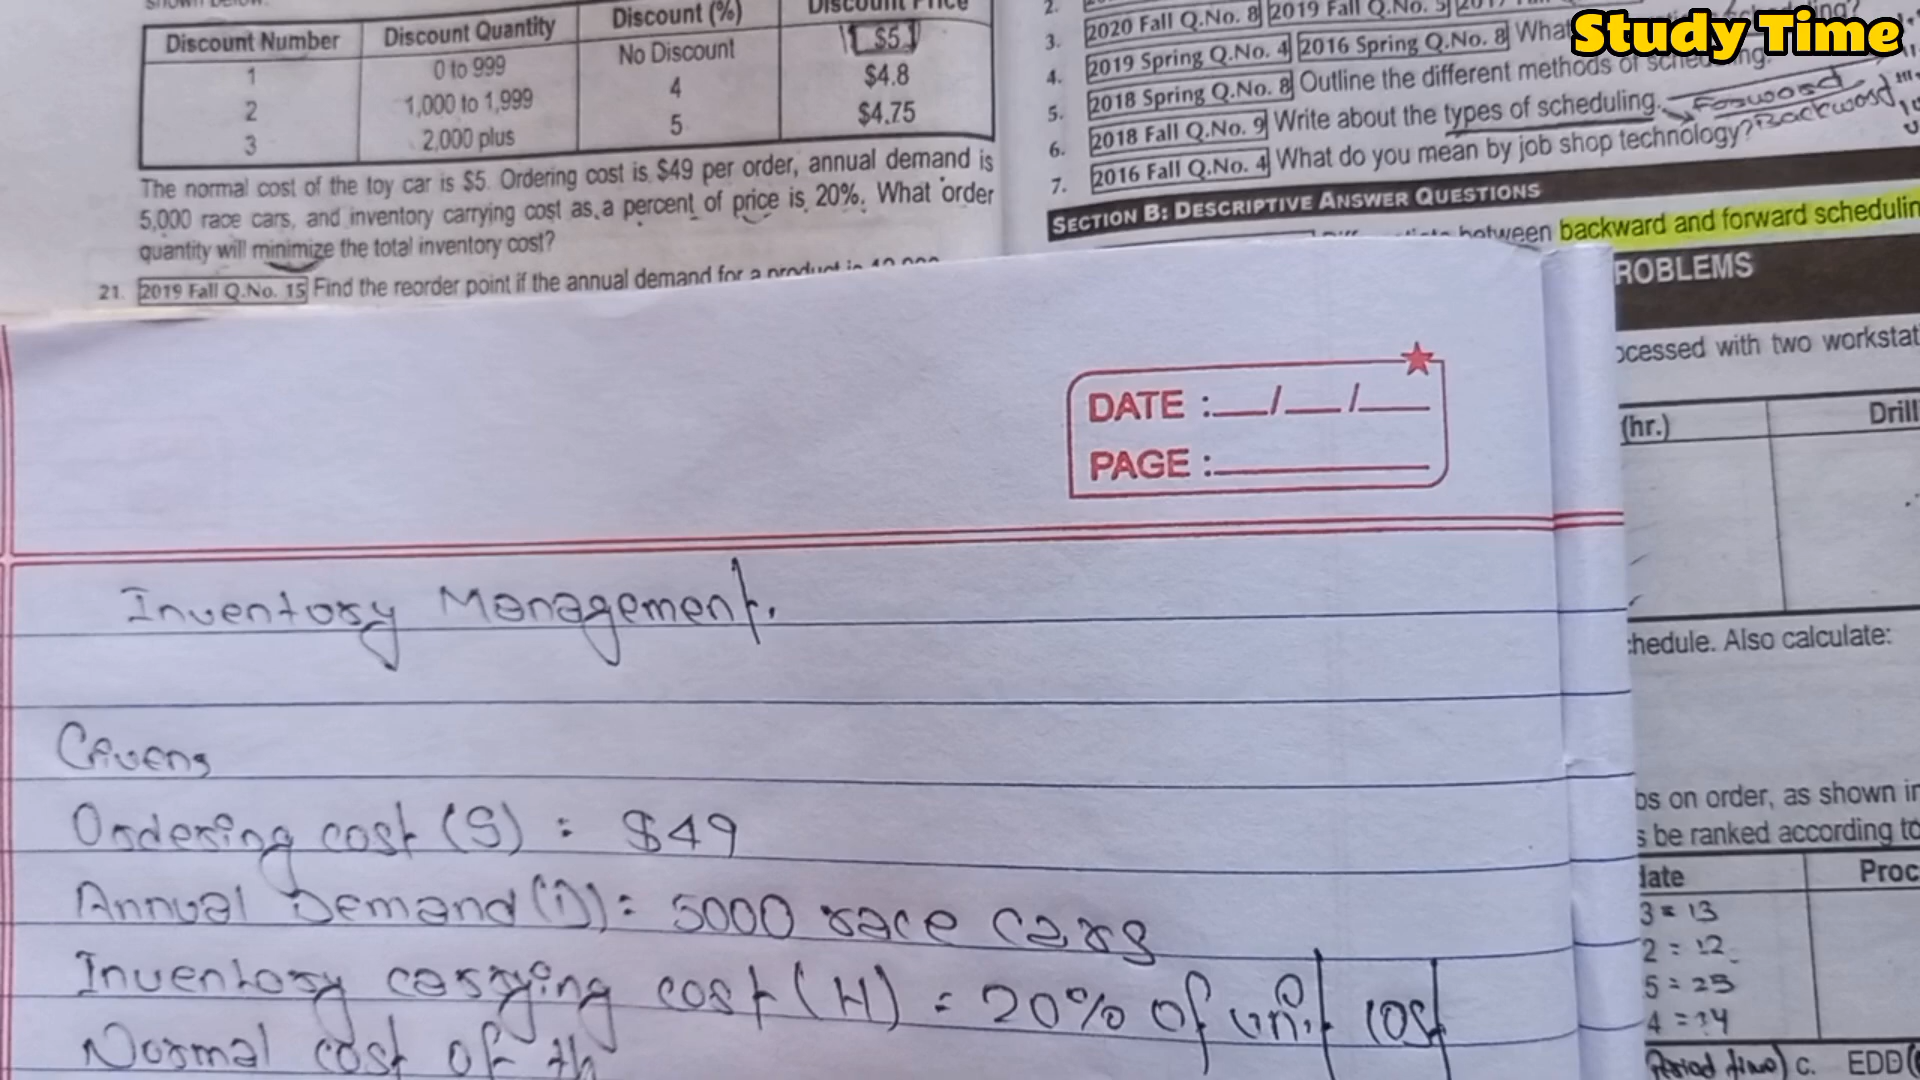 Discount Number Discount Quantity Discount (%) Discount Price
1 0 to 999 No Discount $5
2 1,000 to 1,999 4 $4.8
3 2,000 plus 5 $4.75
The normal cost of the toy car is $5. Ordering cost is $49 per order, annual demand is
5,000 race cars, and inventory carrying cost as a percent of price is 20%. What order
quantity will minimize the total inventory cost?
21. 2019 Fall Q.No. 15 Find the reorder point if the annual demand for a product is
2.
3. 2020 Fall Q.No. 8 2019 Fall Q.No. 5
4. 2019 Spring Q.No. 4 2016 Spring Q.No. 8 What
5. 2018 Spring Q.No. 8 Outline the different methods of scheduling.
6. 2018 Fall Q.No. 9 Write about the types of scheduling. Forword
Backword
7. 2016 Fall Q.No. 4 What do you mean by job shop technology?
SECTION B: DESCRIPTIVE ANSWER QUESTIONS
between backward and forward schedulin
ROBLEMS
ocessed with two workstat
(hr.) Drill
hedule. Also calculate:
bs on order, as shown in
s be ranked according to
date Proc
3 = 13
2 = 12
5 = 25
4 = 14
c. EDD
Study Time
DATE :__/__/__
PAGE :____
Inventory Management.
Givens
Ordering cost (S) = $49
Annual Demand (D) = 5000 race cars
Inventory carrying cost (H) = 20% of unit cost
Normal cost of th